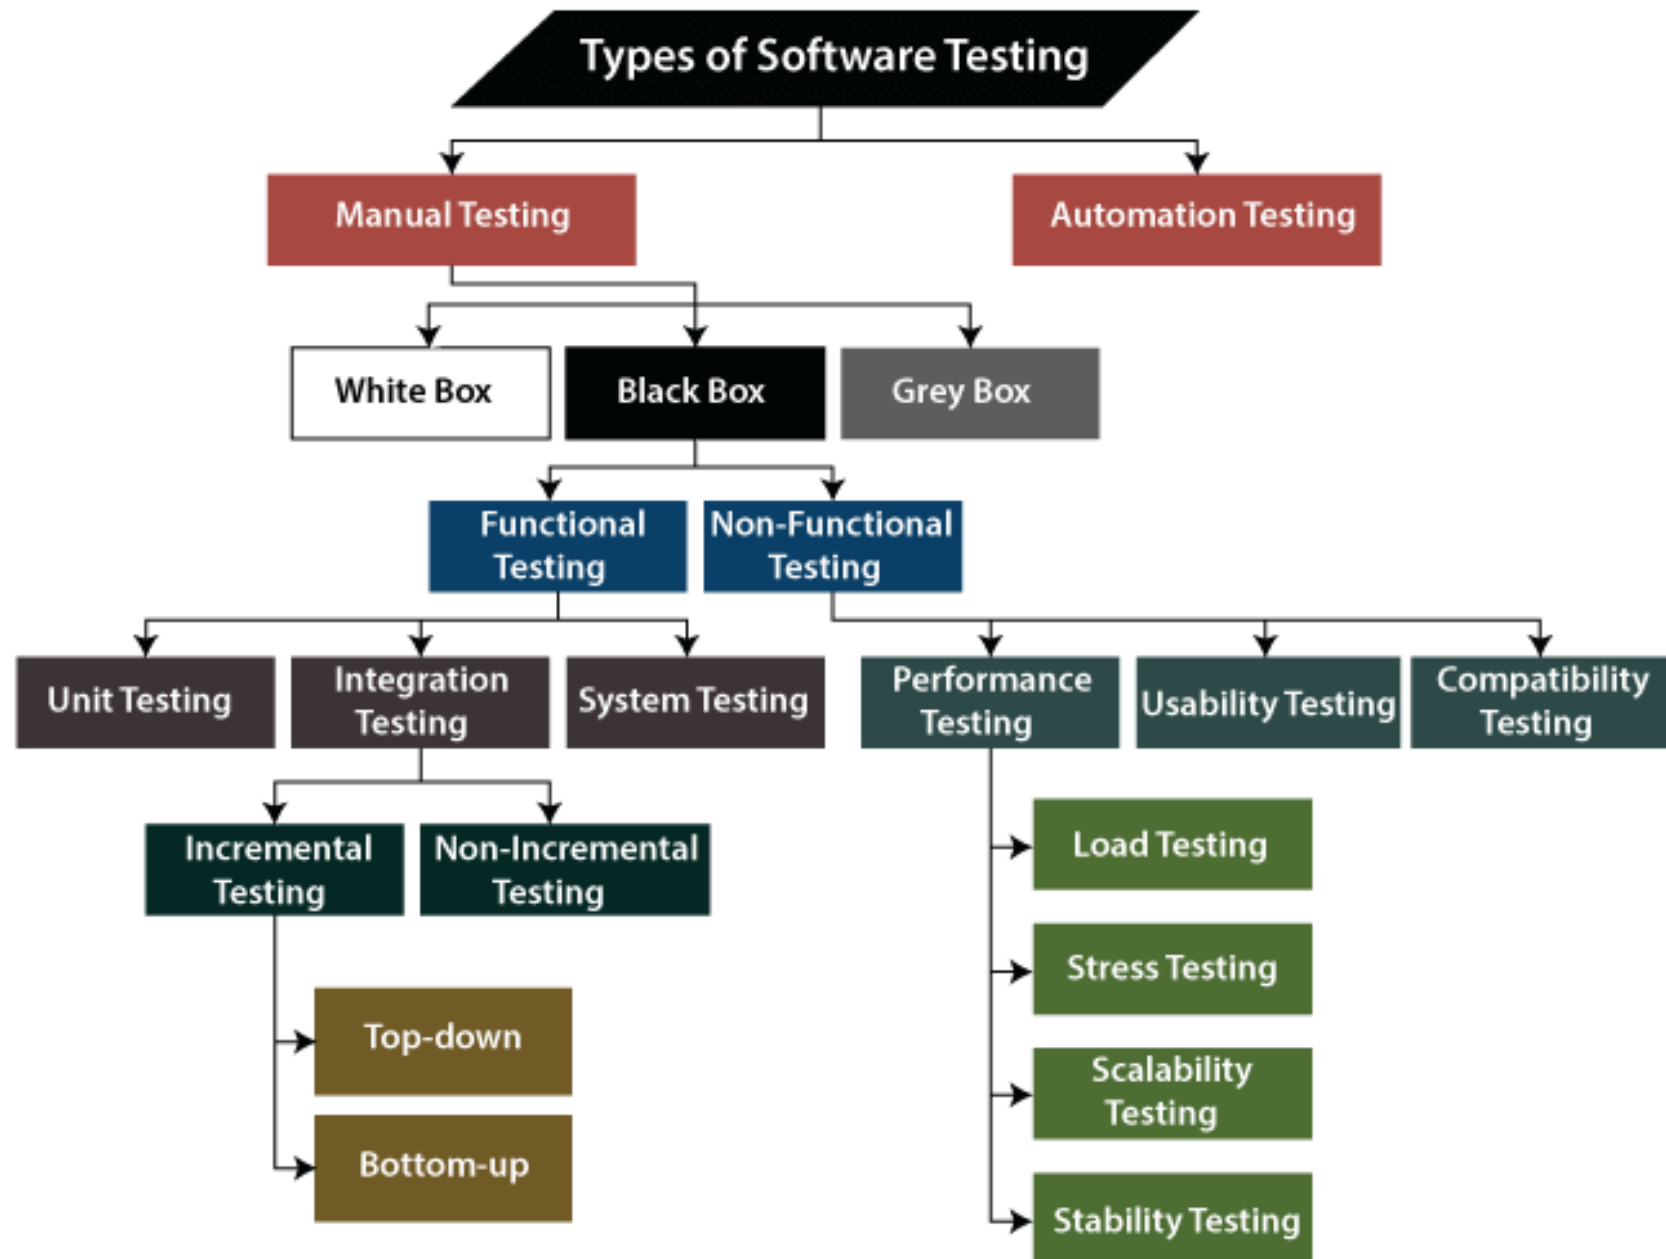 Types of Software Testing
Manual Testing
Automation Testing
White Box
Black Box
Grey Box
Functional
Testing
Non-Functional
Testing
Unit Testing
Integration
Testing
System Testing
Performance
Testing
Usability Testing
Compatibility
Testing
Incremental
Testing
Non-Incremental
Testing
Top-down
Bottom-up
Load Testing
Stress Testing
Scalability
Testing
Stability Testing